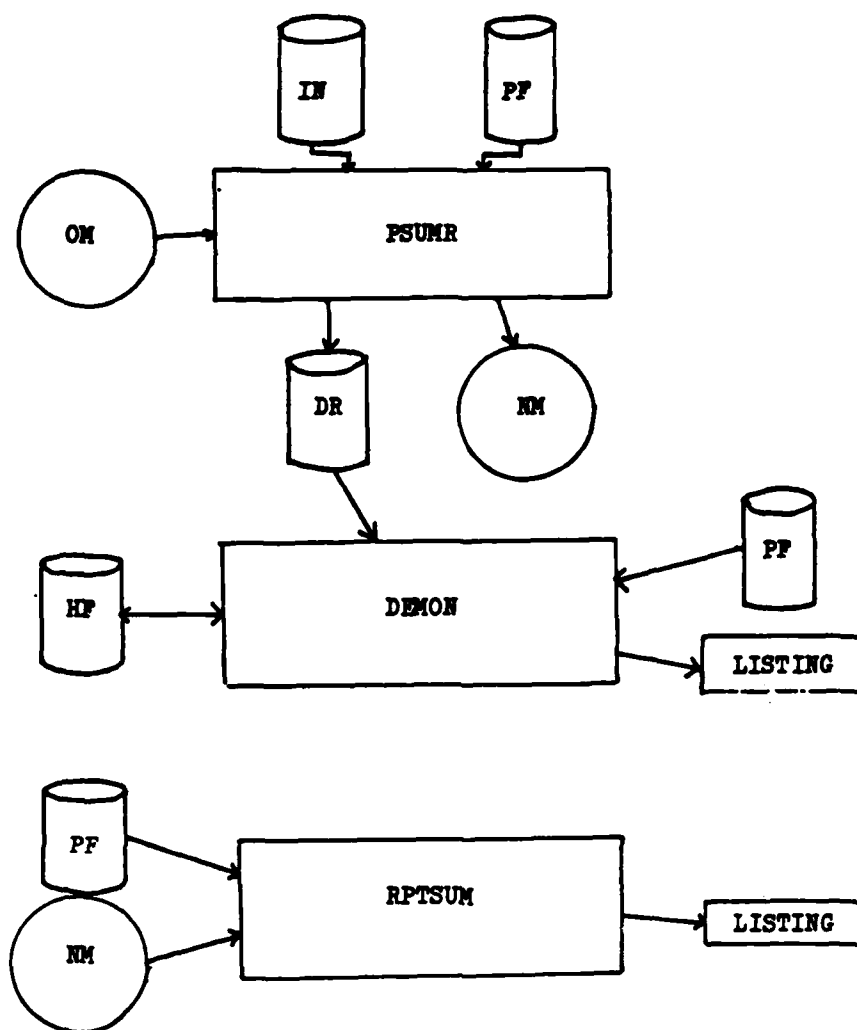 IN
PF
OM
PSUMR
DR
NM
DEMON
PF
HF
LISTING
PF
RPTSUM
NM
LISTING